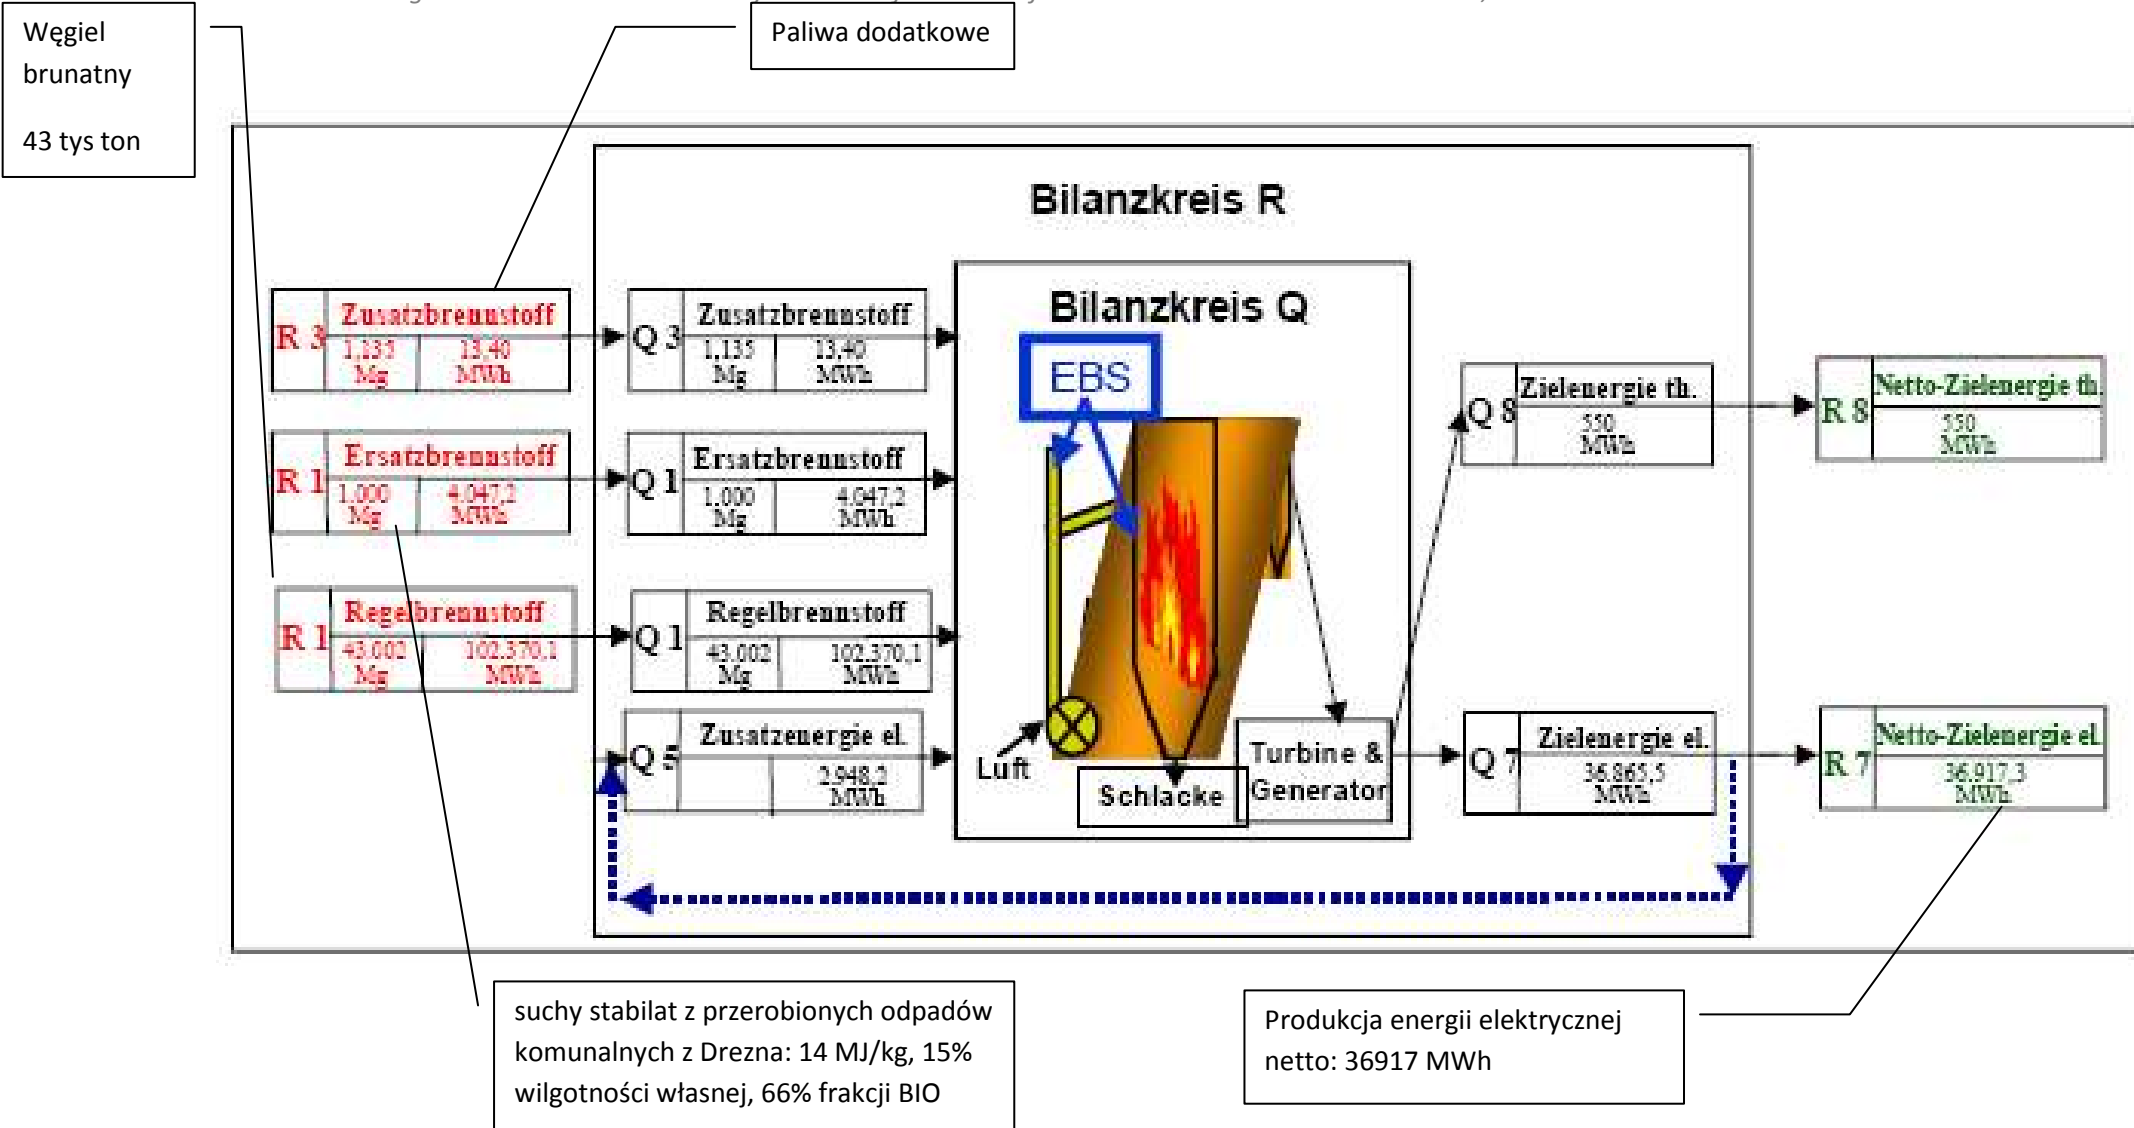 Węgiel
brunatny
43 tys ton
Paliwa dodatkowe
Bilanzkreis R
Bilanzkreis Q
R 3
Zusatzbrennstoff
1,135
Mg
13,40
MWh
Q 3
Zusatzbrennstoff
1,135
Mg
13,40
MWh
EBS
R 1
Ersatzbrennstoff
1.000
Mg
4.047,2
MWh
Q 1
Ersatzbrennstoff
1.000
Mg
4.047,2
MWh
R 1
Regelbrennstoff
43.002
Mg
102.370,1
MWh
Q 1
Regelbrennstoff
43.002
Mg
102.370,1
MWh
Q 5
Zusatzenergie el.
2.948,2
MWh
Luft
Schlacke
Turbine &
Generator
Q 8
Zielenergie th.
550
MWh
R 8
Netto-Zielenergie th.
550
MWh
Q 7
Zielenergie el.
36.865,5
MWh
R 7
Netto-Zielenergie el.
36.917,3
MWh
suchy stabilat z przerobionych odpadów
komunalnych z Drezna: 14 MJ/kg, 15%
wilgotności własnej, 66% frakcji BIO
Produkcja energii elektrycznej
netto: 36917 MWh